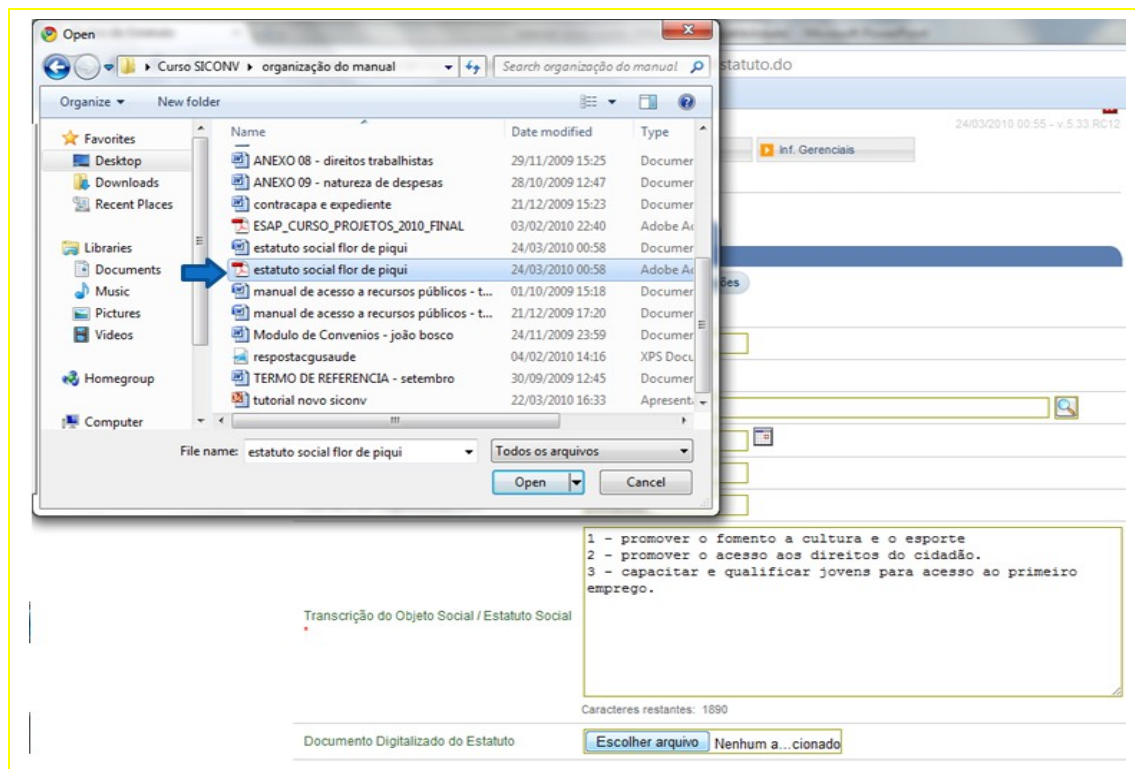 Open
Curso SICONV
organização do manual
Search organização do manual
statuto.do
Organize
New folder
24/03/2010 00:55 - v.5.33.RC12
Inf. Gerenciais
Name
Date modified
Type
Favorites
Desktop
Downloads
Recent Places
Libraries
Documents
Music
Pictures
Videos
Homegroup
Computer
ANEXO 08 - direitos trabalhistas 29/11/2009 15:25 Documer
ANEXO 09 - natureza de despesas 28/10/2009 12:47 Documer
contracapa e expediente 21/12/2009 15:23 Documer
ESAP_CURSO_PROJETOS_2010_FINAL 03/02/2010 22:40 Adobe Ac
estatuto social flor de piqui 24/03/2010 00:58 Documer
estatuto social flor de piqui 24/03/2010 00:58 Adobe Ac
manual de acesso a recursos públicos - t... 01/10/2009 15:18 Documer
manual de acesso a recursos públicos - t... 21/12/2009 17:20 Documer
Modulo de Convenios - joão bosco 24/11/2009 23:59 Documer
respostacgusaude 04/02/2010 14:16 XPS Docu
TERMO DE REFERENCIA - setembro 30/09/2009 12:45 Documer
tutorial novo siconv 22/03/2010 16:33 Apresent
ões
File name: estatuto social flor de piqui
Todos os arquivos
Open
Cancel
1 - promover o fomento a cultura e o esporte
2 - promover o acesso aos direitos do cidadão.
3 - capacitar e qualificar jovens para acesso ao primeiro
emprego.
Transcrição do Objeto Social / Estatuto Social
*
Caracteres restantes: 1890
Documento Digitalizado do Estatuto
Escolher arquivo Nenhum a...cionado